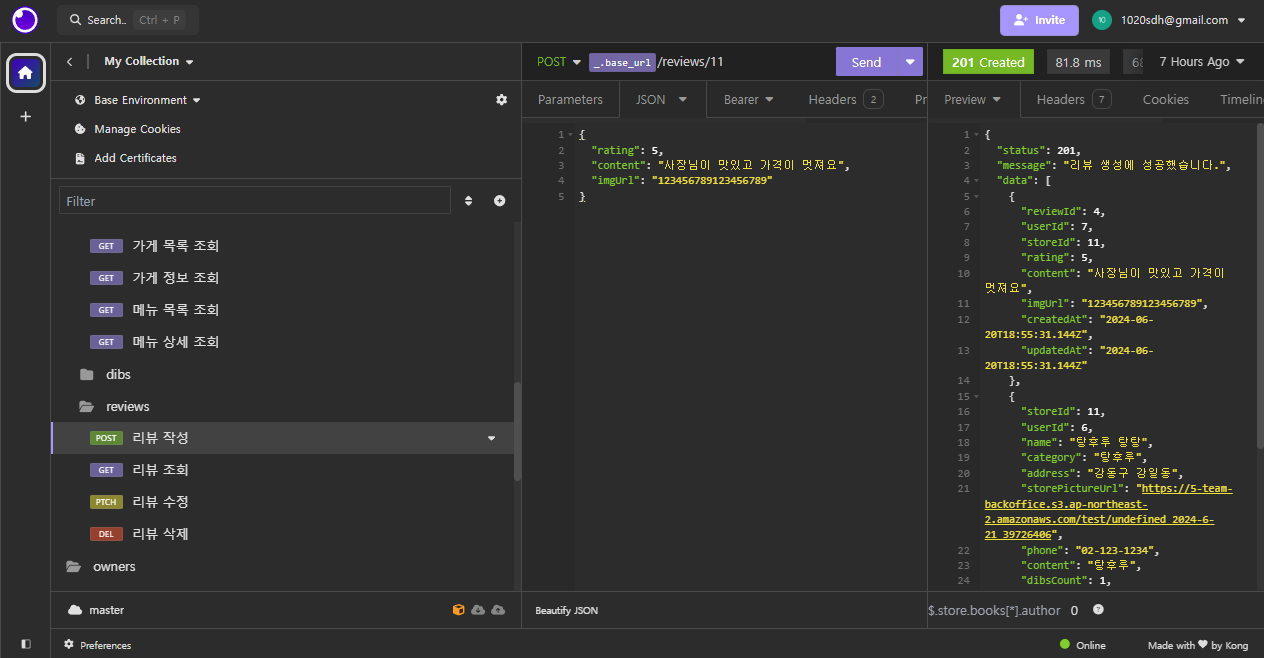 Search..
Ctrl + P
Invite
10
1020sdh@gmail.com
My Collection
Base Environment
Manage Cookies
Add Certificates
Filter
GET 가게 목록 조회
GET 가게 정보 조회
GET 메뉴 목록 조회
GET 메뉴 상세 조회
dibs
reviews
POST 리뷰 작성
GET 리뷰 조회
PTCH 리뷰 수정
DEL 리뷰 삭제
owners
master
Preferences
POST _.base_url /reviews/11 Send
Parameters JSON Bearer Headers 2
1 {
2 "rating": 5,
3 "content": "사장님이 맛있고 가격이 멋져요",
4 "imgUrl": "123456789123456789"
5 }
Beautify JSON
201 Created 81.8 ms 7 Hours Ago
Preview Headers 7 Cookies
1 {
2 "status": 201,
3 "message": "리뷰 생성에 성공했습니다.",
4 "data": [
5 {
6 "reviewId": 4,
7 "userId": 7,
8 "storeId": 11,
9 "rating": 5,
10 "content": "사장님이 맛있고 가격이
멋져요",
11 "imgUrl": "123456789123456789",
12 "createdAt": "2024-06-
20T18:55:31.144Z",
13 "updatedAt": "2024-06-
20T18:55:31.144Z"
14 },
15 {
16 "storeId": 11,
17 "userId": 6,
18 "name": "탕후루 탕탕",
19 "category": "탕후루",
20 "address": "강동구 강일동",
21 "storePictureUrl": "https://5-team-
backoffice.s3.ap-northeast-
2.amazonaws.com/test/undefined_2024-6-
21_39726406",
22 "phone": "02-123-1234",
23 "content": "탕후루",
24 "dibsCount": 1,
$.store.books[*].author 0
Online
Made with ♥ by Kong